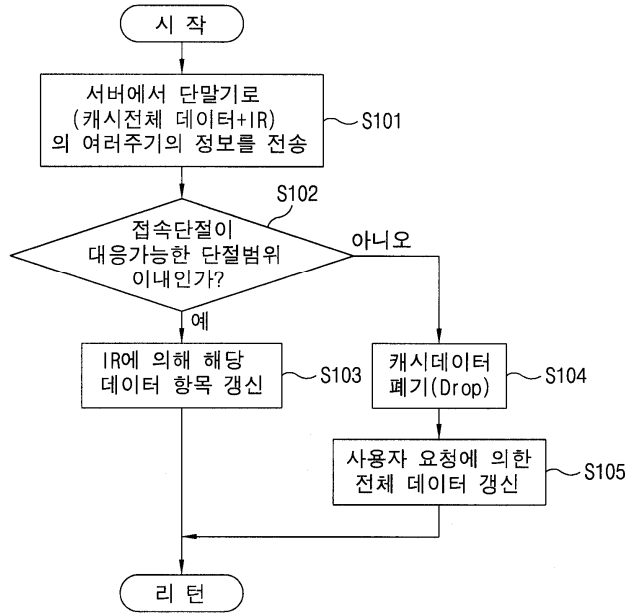 시 작
서버에서 단말기로
(캐시전체 데이터+IR)
의 여러주기의 정보를 전송
S101
S102
접속단절이
대응가능한 단절범위
이내인가?
아니오
예
IR에 의해 해당
데이터 항목 갱신
S103
캐시데이터
폐기(Drop)
S104
사용자 요청에 의한
전체 데이터 갱신
S105
리 턴